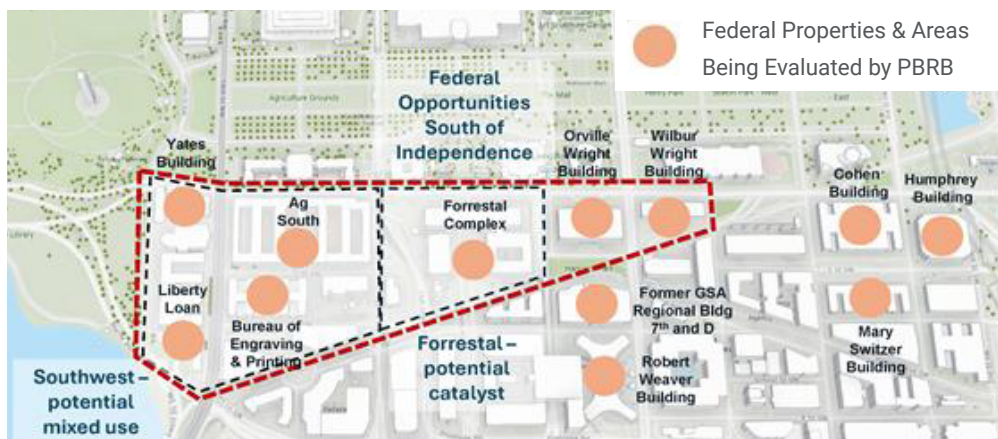 Federal Properties & Areas
Being Evaluated by PBRB
Federal
Opportunities
South of
Independence
Agriculture Grounds
Yates
Building
Orville
Wright
Building
Wilbur
Wright
Building
Cohen
Building
Humphrey
Building
Ag
South
Forrestal
Complex
Liberty
Loan
Bureau of
Engraving
& Printing
Former GSA
Regional Bldg
7th and D
Mary
Switzer
Building
Robert
Weaver
Building
Forrestal –
potential
catalyst
Southwest –
potential
mixed use